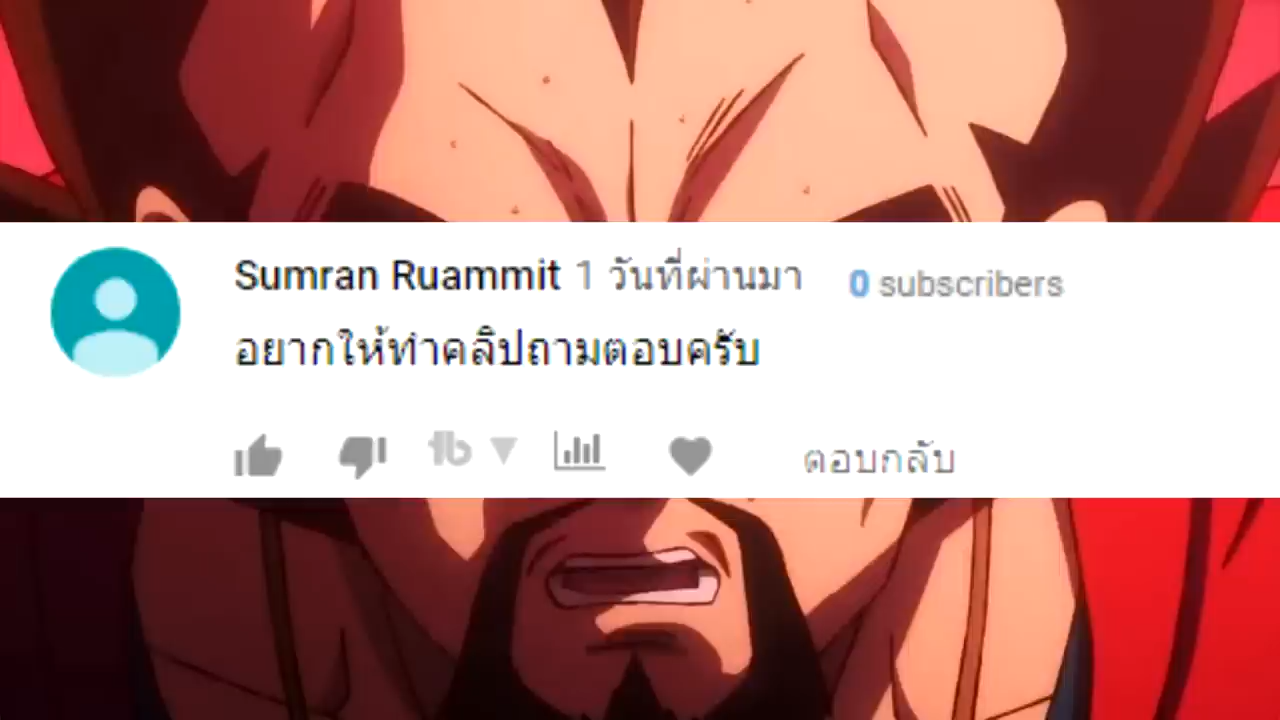 Sumran Ruammit 1 วันที่ผ่านมา 0 subscribers
อยากให้ทำคลิปถามตอบครับ
tb ตอบกลับ